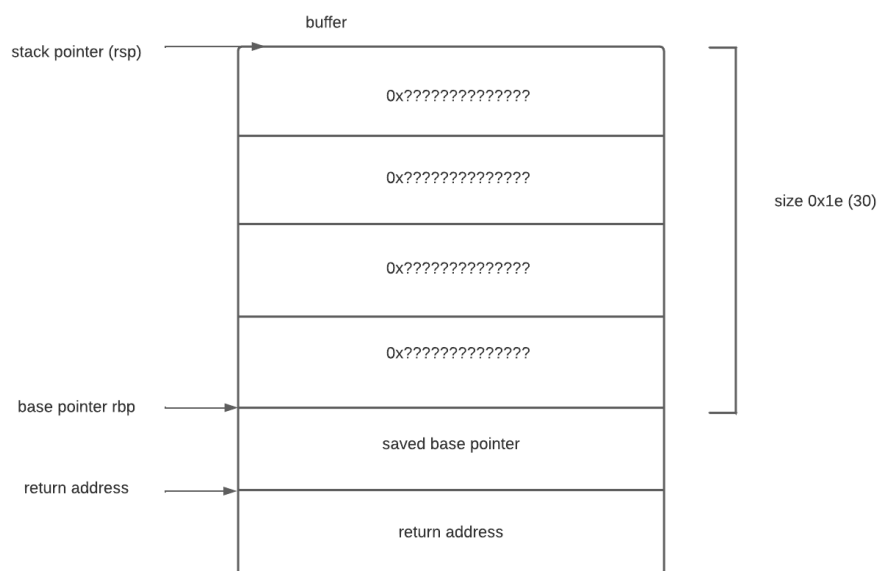 buffer
stack pointer (rsp)
0x??????????????
0x??????????????
size 0x1e (30)
0x??????????????
0x??????????????
base pointer rbp
saved base pointer
return address
return address